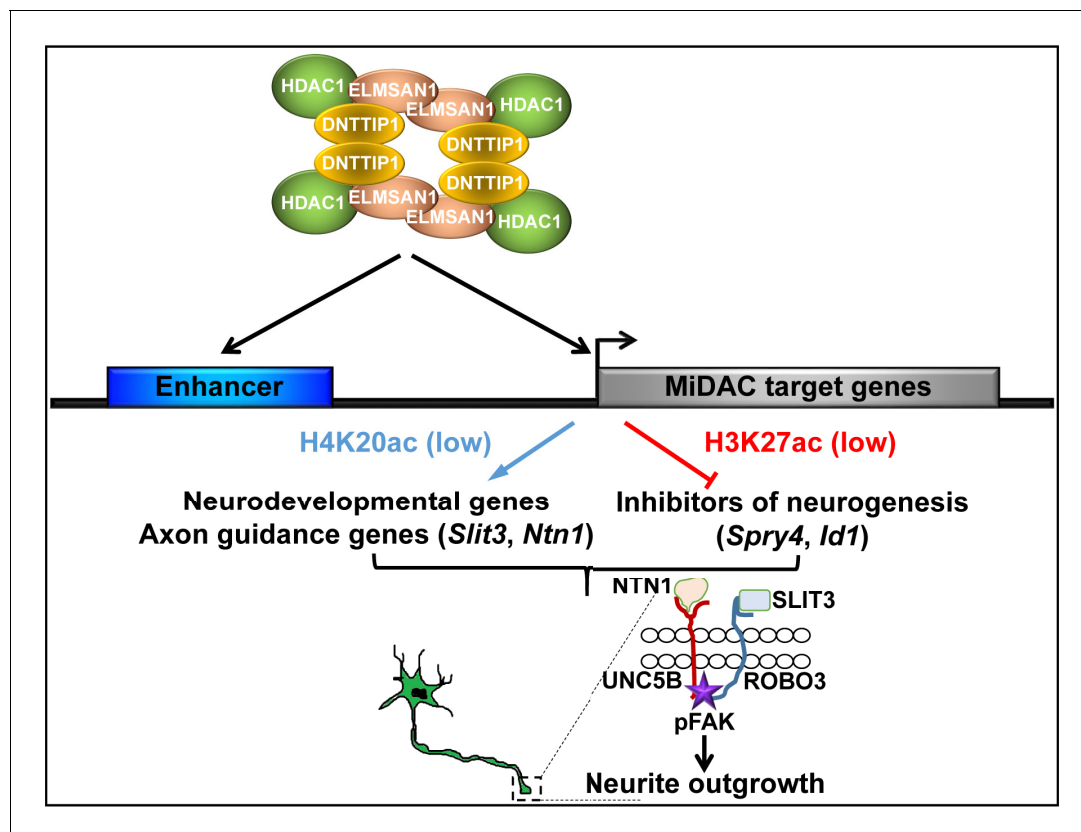 HDAC1
ELMSAN1
ELMSAN1
HDAC1
DNTTIP1
DNTTIP1
DNTTIP1
DNTTIP1
HDAC1
ELMSAN1
ELMSAN1
HDAC1
Enhancer
MiDAC target genes
H4K20ac (low)
H3K27ac (low)
Neurodevelopmental genes
Axon guidance genes (Slit3, Ntn1)
Inhibitors of neurogenesis
(Spry4, Id1)
NTN1
SLIT3
UNC5B
ROBO3
pFAK
Neurite outgrowth